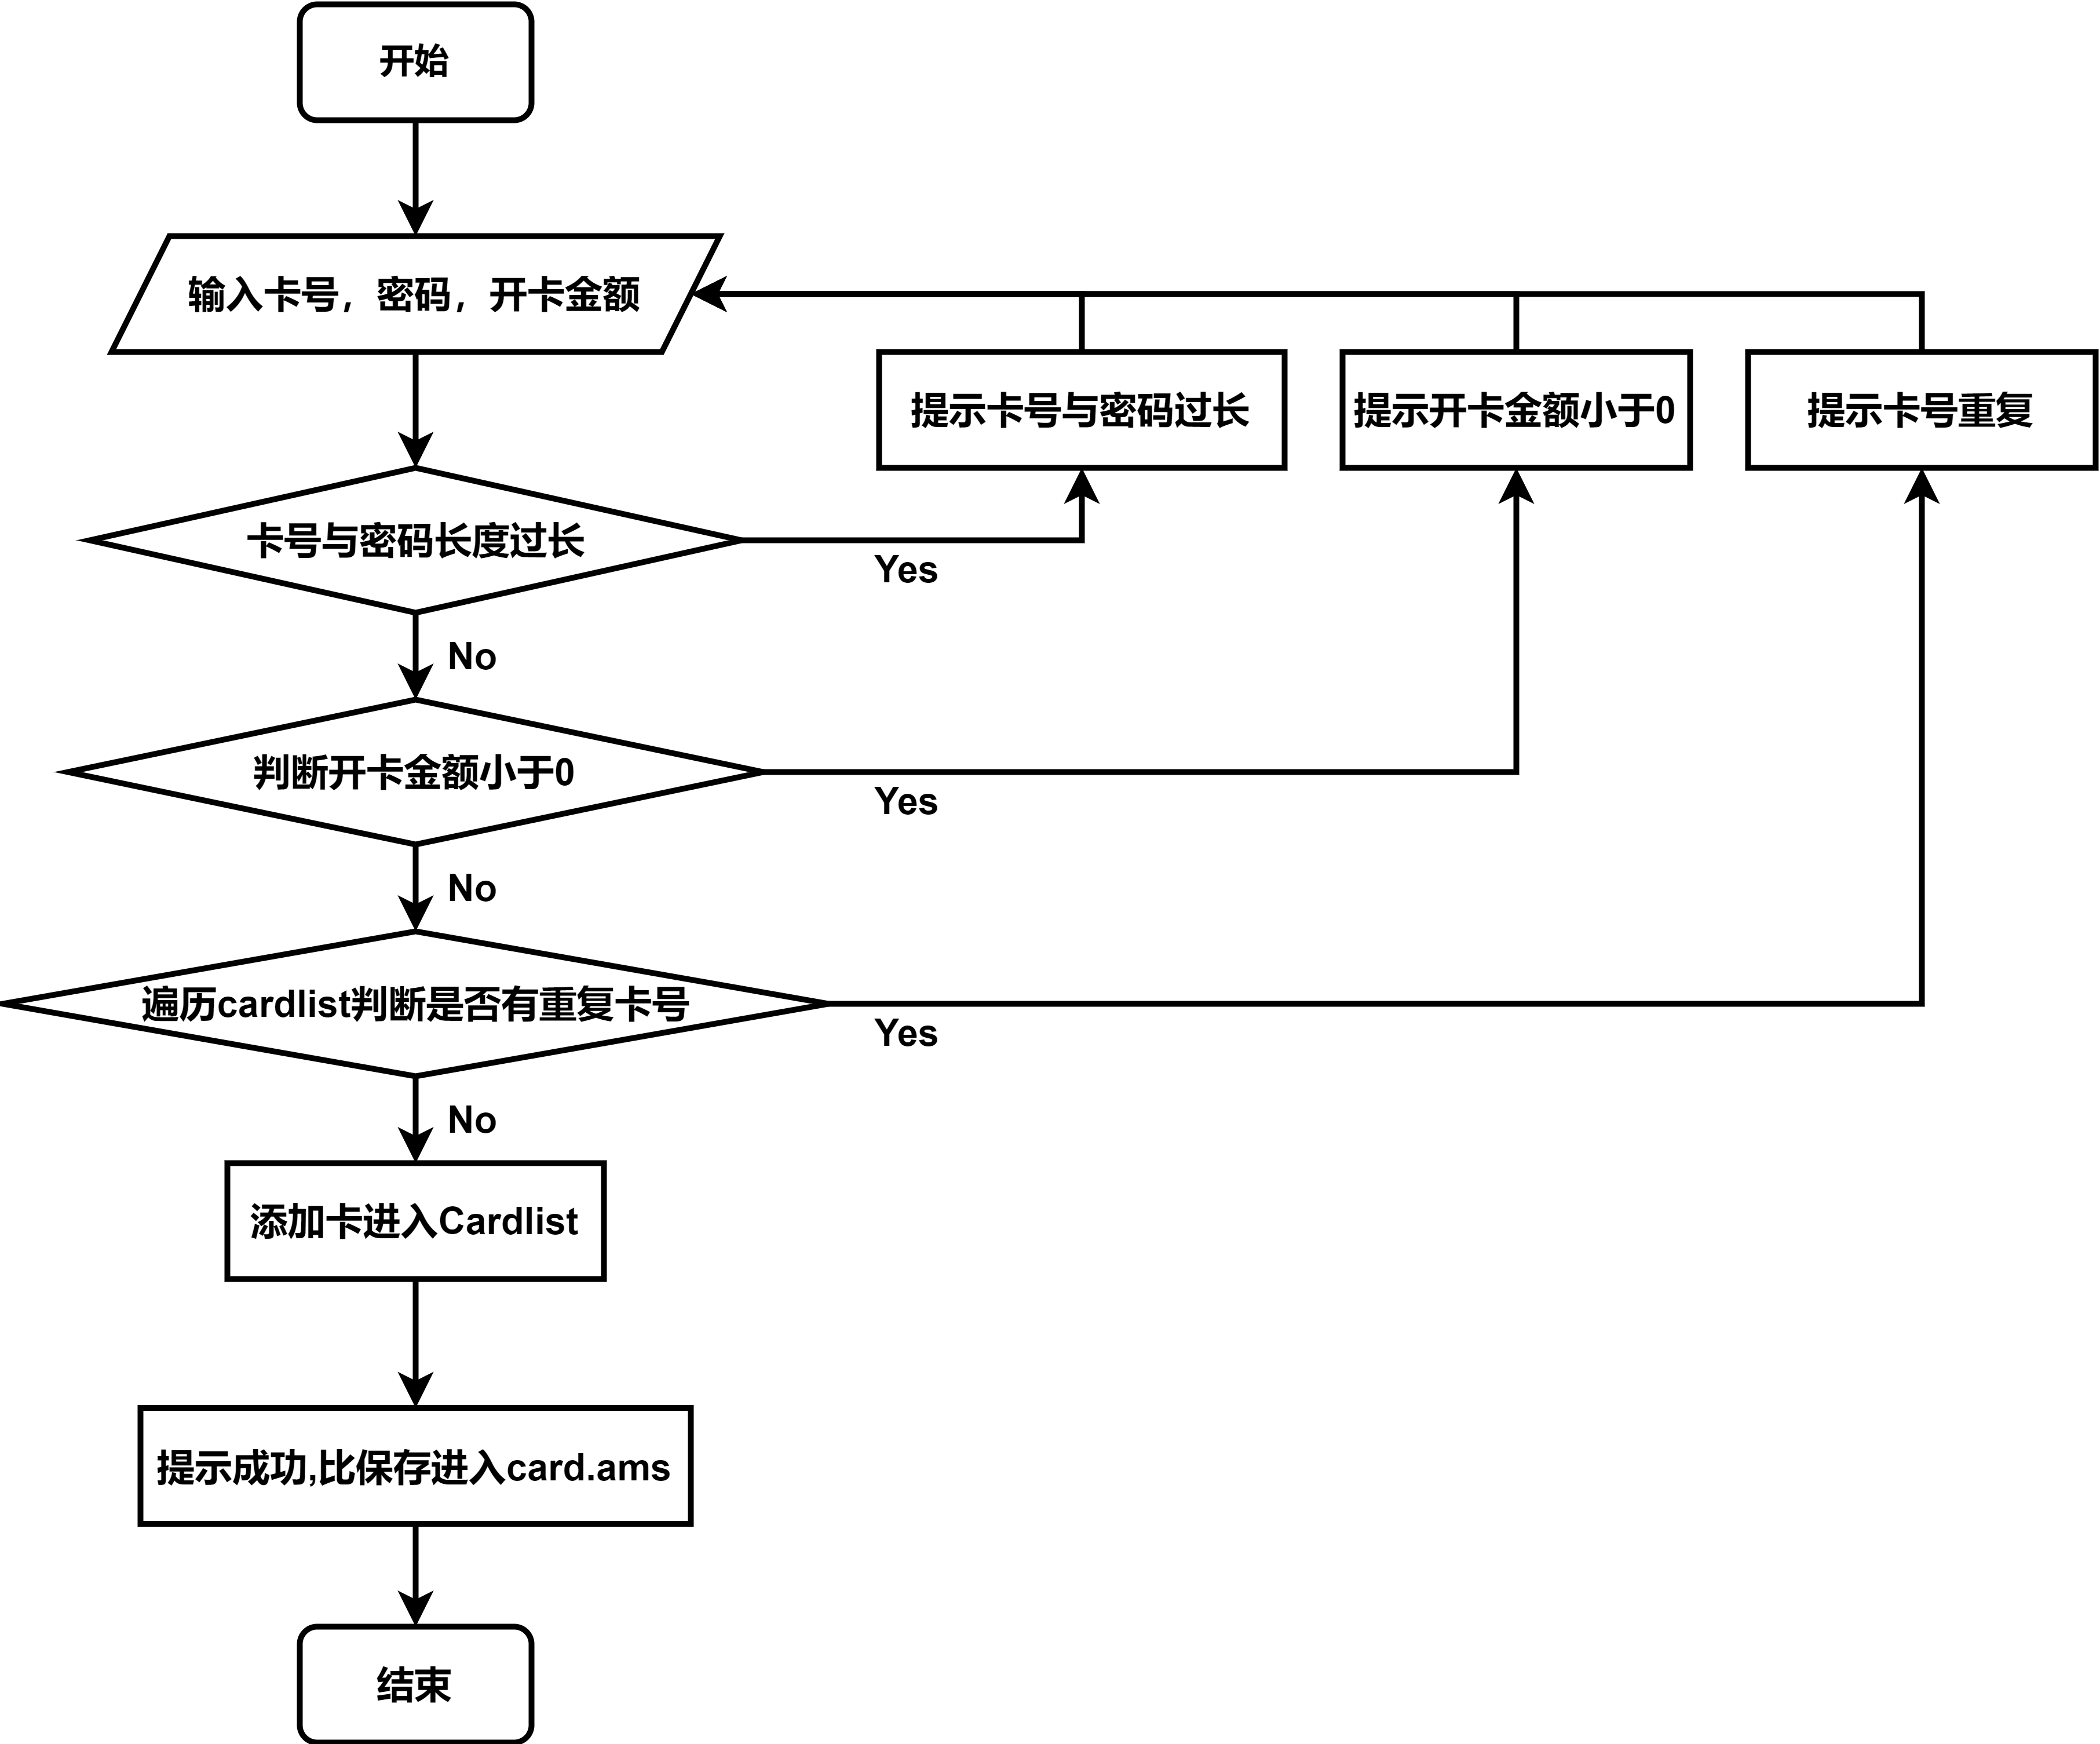 开始
输入卡号，密码，开卡金额
提示卡号与密码过长
提示开卡金额小于0
提示卡号重复
卡号与密码长度过长
Yes
No
判断开卡金额小于0
Yes
No
遍历cardlist判断是否有重复卡号
Yes
No
添加卡进入Cardlist
提示成功,比保存进入card.ams
结束